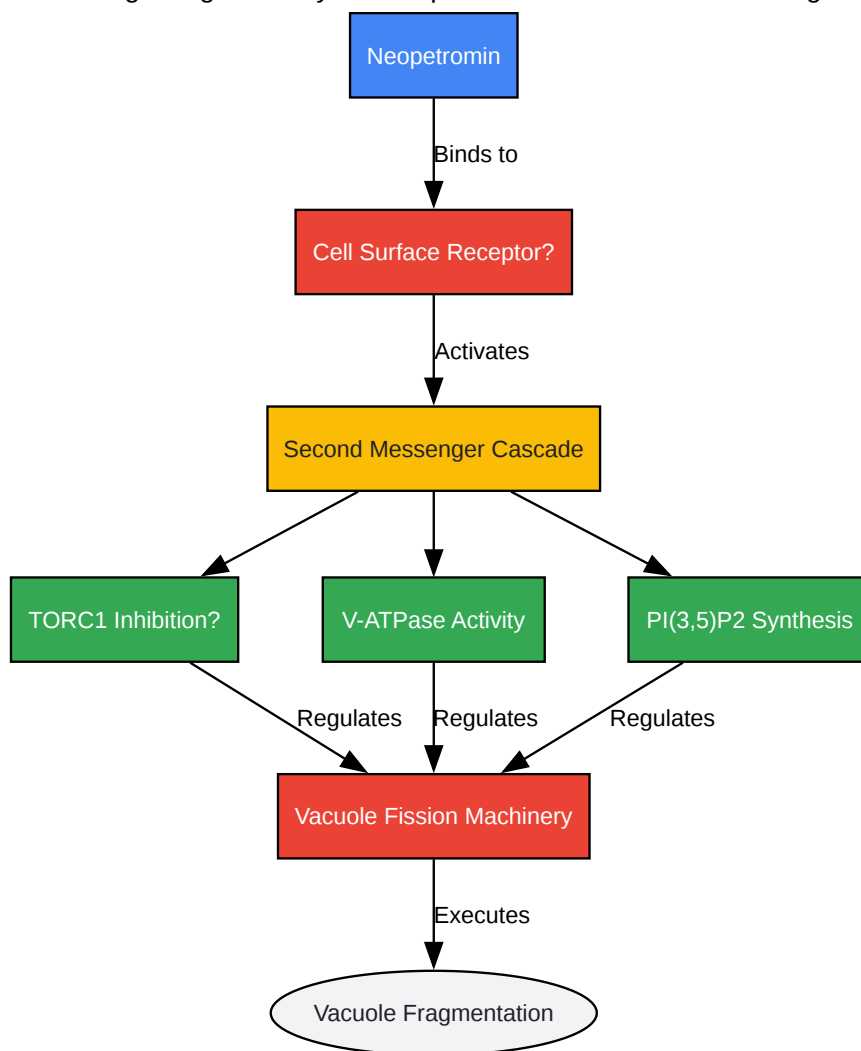 Neopetromin
Binds to
Cell Surface Receptor?
Activates
Second Messenger Cascade
TORC1 Inhibition?
V-ATPase Activity
PI(3,5)P2 Synthesis
Regulates
Regulates
Regulates
Vacuole Fission Machinery
Executes
Vacuole Fragmentation